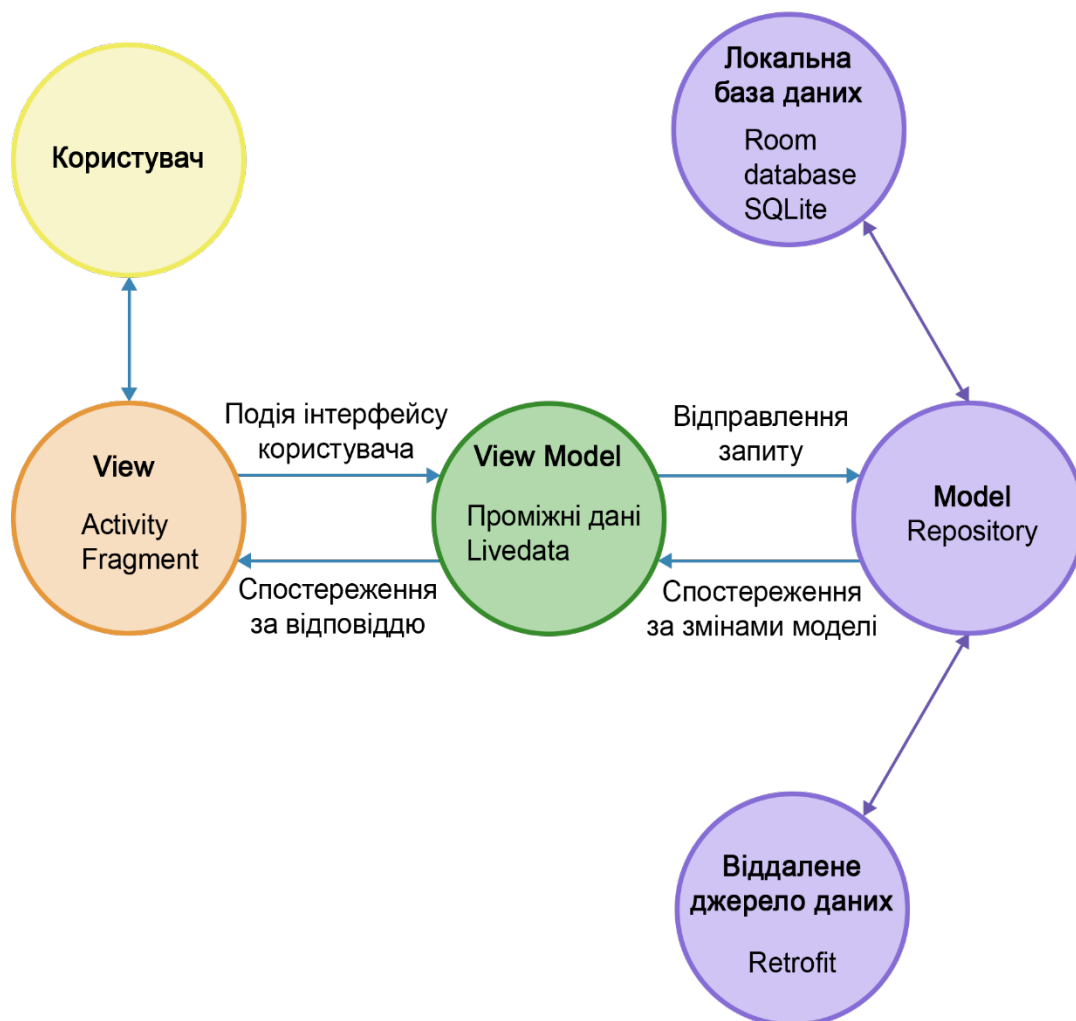 Локальна
база даних
Room
database
SQLite
Користувач
Подія інтерфейсу
користувача
Відправлення
запиту
View
Activity
Fragment
View Model
Проміжні дані
Livedata
Model
Repository
Спостереження
за відповіддю
Спостереження
за змінами моделі
Віддалене
джерело даних
Retrofit